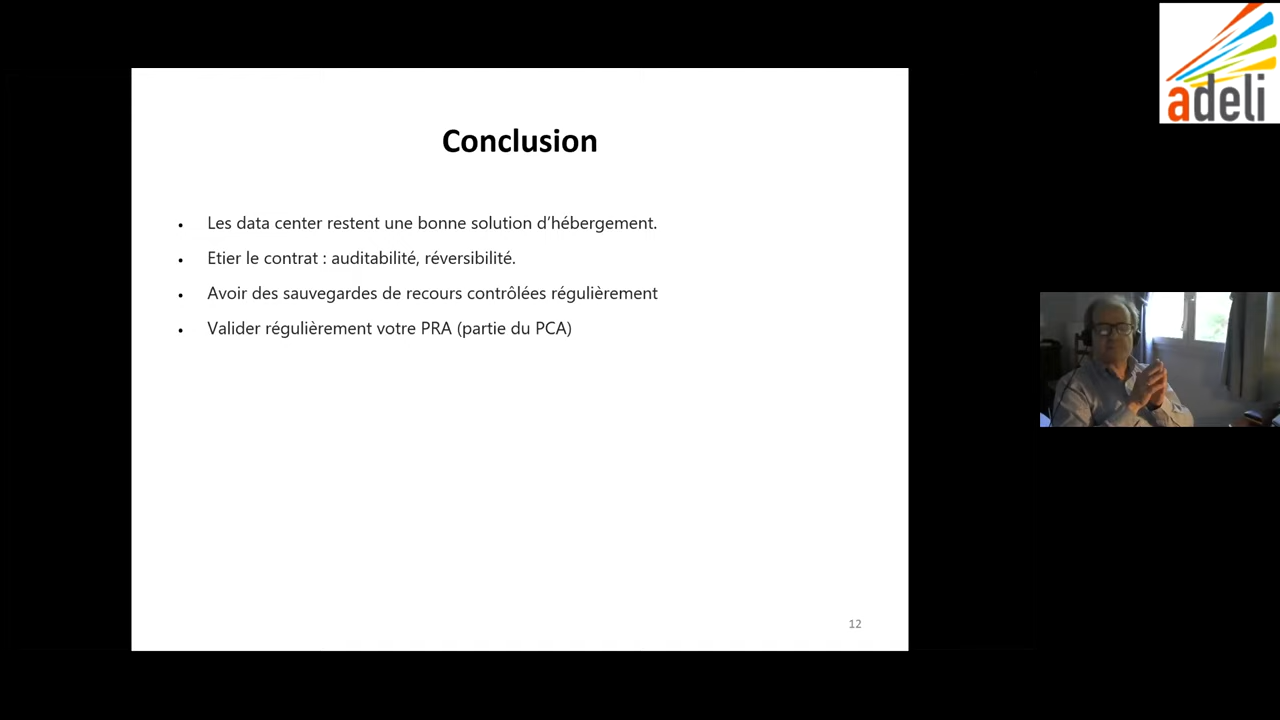 adeli
Conclusion
• Les data center restent une bonne solution d’hébergement.
• Etier le contrat : auditabilité, réversibilité.
• Avoir des sauvegardes de recours contrôlées régulièrement
• Valider régulièrement votre PRA (partie du PCA)
12